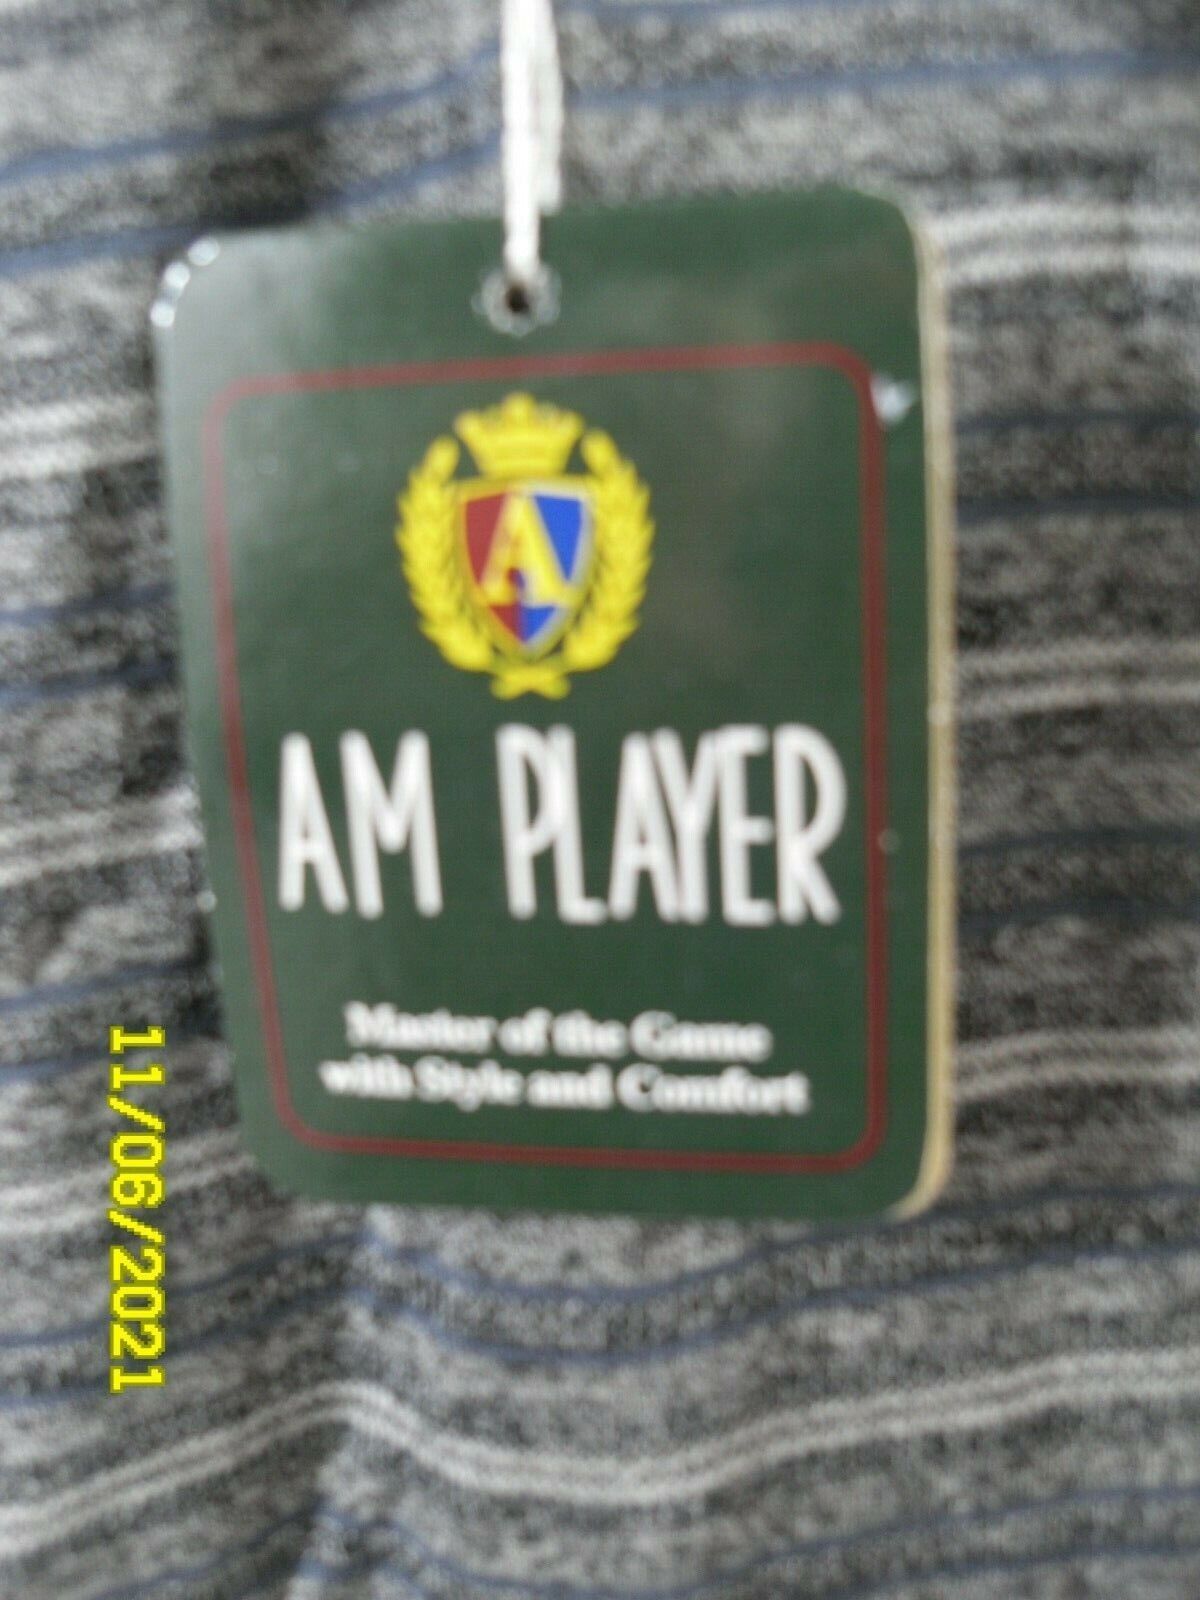 A
AM PLAYER
Master of the Game
with Style and Comfort
11/06/2021